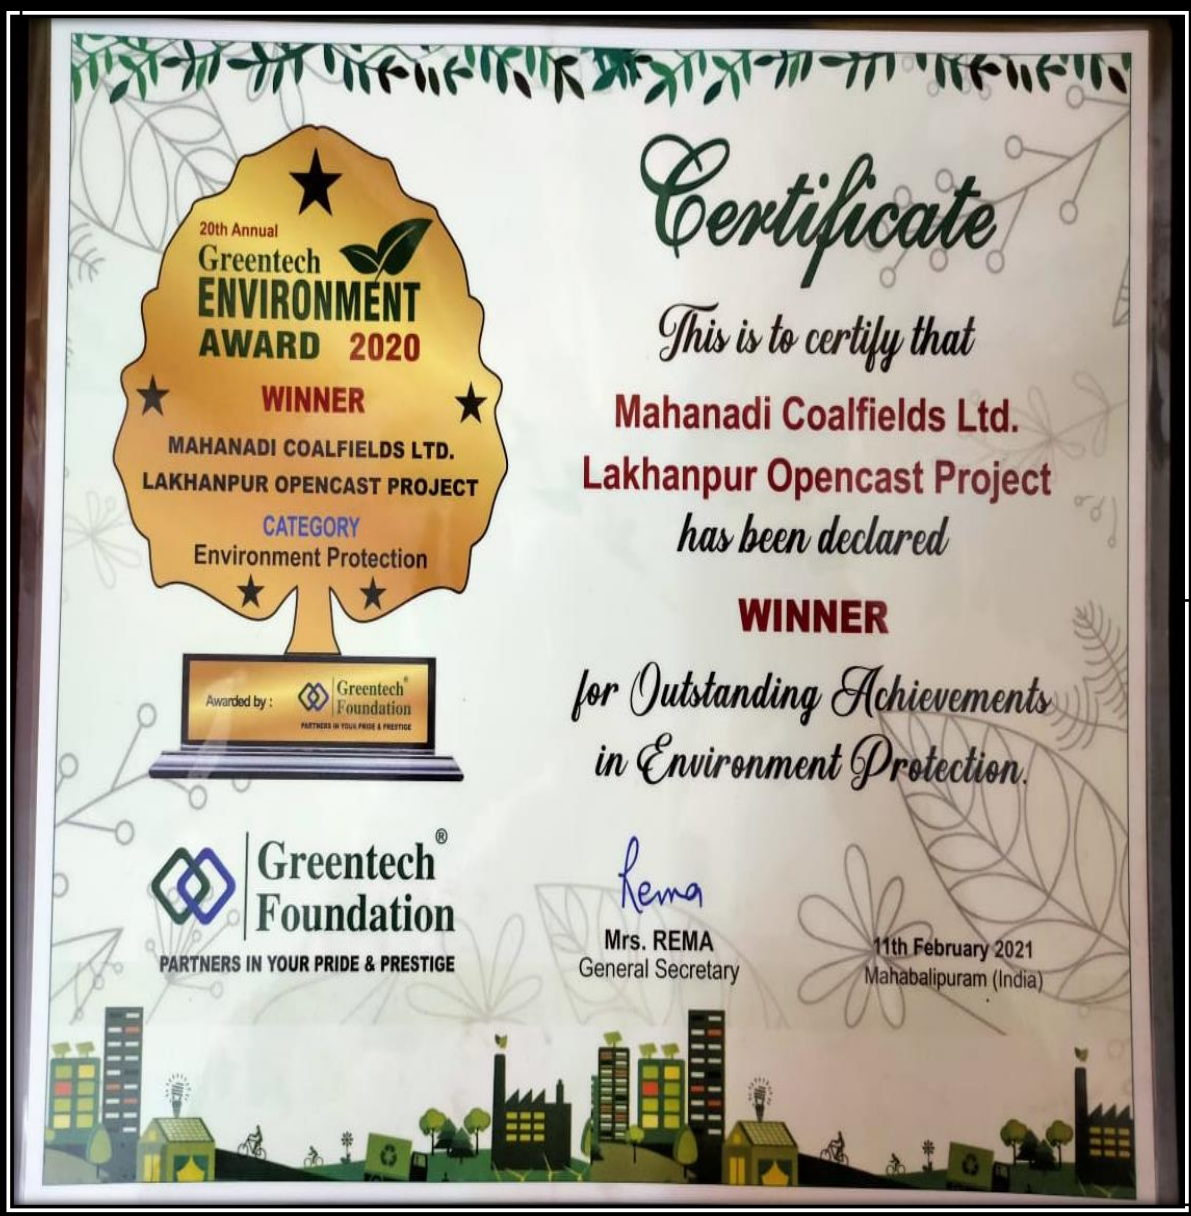 20th Annual
Greentech
ENVIRONMENT
AWARD 2020
WINNER
MAHANADI COALFIELDS LTD.
LAKHANPUR OPENCAST PROJECT
CATEGORY
Environment Protection
Awarded by :
Greentech®
Foundation
PARTNERS IN YOUR PRIDE & PRESTIGE
Greentech®
Foundation
PARTNERS IN YOUR PRIDE & PRESTIGE
Certificate
This is to certify that
Mahanadi Coalfields Ltd.
Lakhanpur Opencast Project
has been declared
WINNER
for Outstanding Achievements
in Environment Protection.
Rema
Mrs. REMA
General Secretary
11th February 2021
Mahabalipuram (India)